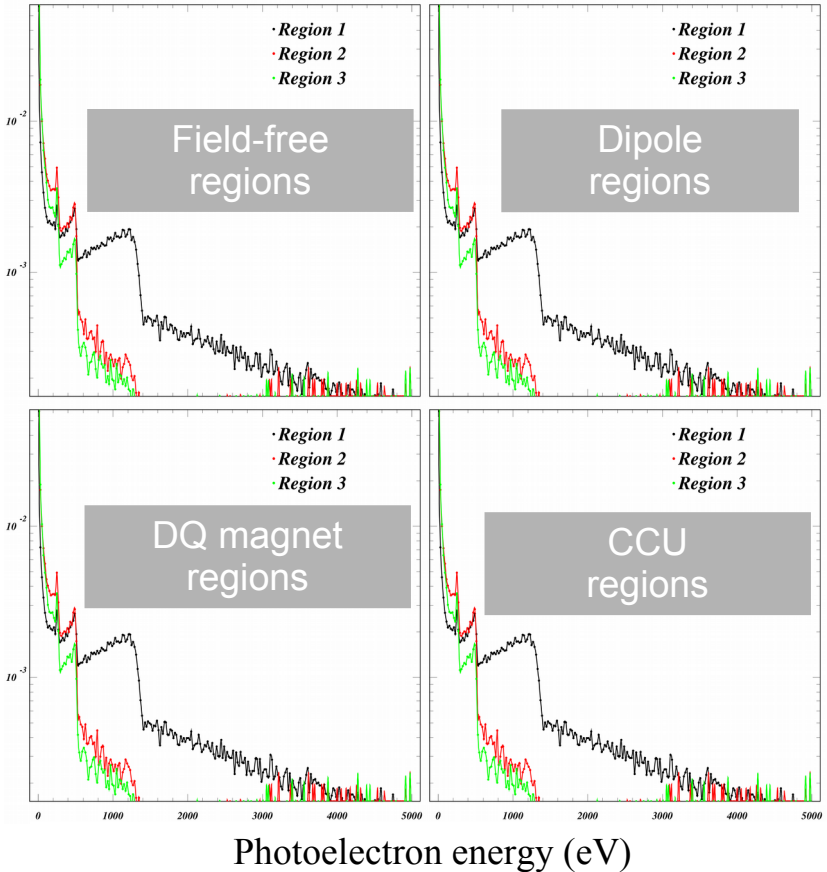 Region 1
Region 2
Region 3
Field-free
regions
10⁻²
10⁻³
Region 1
Region 2
Region 3
Dipole
regions
Region 1
Region 2
Region 3
DQ magnet
regions
10⁻²
10⁻³
0 1000 2000 3000 4000 5000
Region 1
Region 2
Region 3
CCU
regions
0 1000 2000 3000 4000 5000
Photoelectron energy (eV)